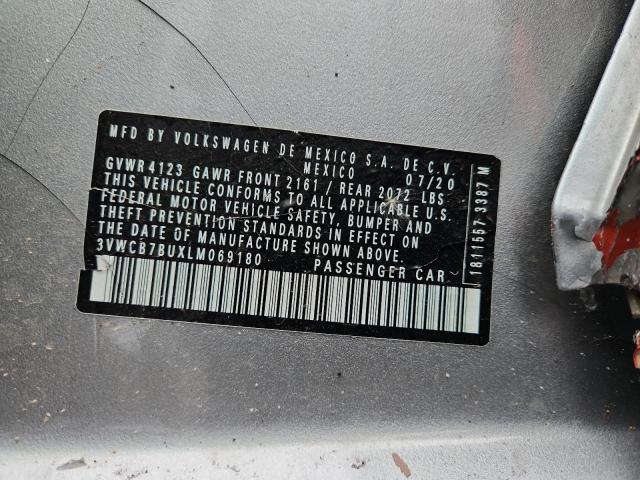 MFD BY VOLKSWAGEN DE MEXICO S.A. DE C.V.
MEXICO 07/20
GVWR 4123 GAWR FRONT 2161 / REAR 2072 LBS
THIS VEHICLE CONFORMS TO ALL APPLICABLE U.S.
FEDERAL MOTOR VEHICLE SAFETY, BUMPER AND
THEFT PREVENTION STANDARDS IN EFFECT ON
THE DATE OF MANUFACTURE SHOWN ABOVE.
3VWCB7BUXLM069180 PASSENGER CAR
1811557 3387 M